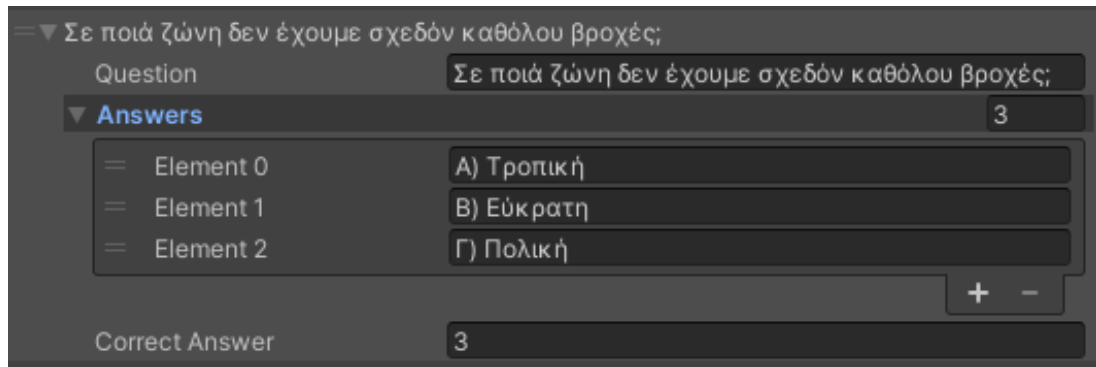 Σε ποιά ζώνη δεν έχουμε σχεδόν καθόλου βροχές;
Question Σε ποιά ζώνη δεν έχουμε σχεδόν καθόλου βροχές;
Answers 3
Element 0 Α) Τροπική
Element 1 Β) Εύκρατη
Element 2 Γ) Πολική
+ −
Correct Answer 3